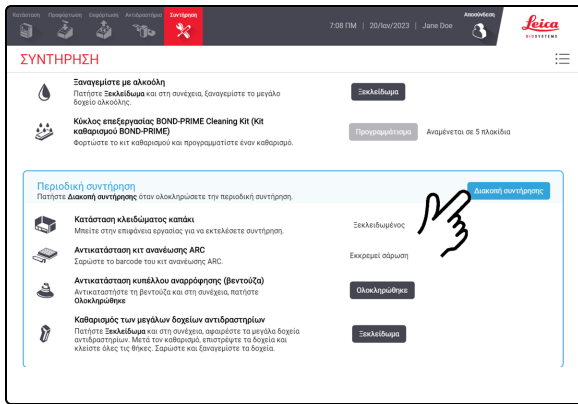 Κατάσταση Προφόρτωση Εκφόρτωση Αντιδραστήρια Συντήρηση
7:08 ΠΜ | 20/Ιαν/2023 | Jane Doe
Αποσύνδεση
Leica
BIOSYSTEMS
ΣΥΝΤΗΡΗΣΗ
Ξαναγεμίστε με αλκοόλη
Πατήστε Ξεκλείδωμα και στη συνέχεια, ξαναγεμίστε το μεγάλο
δοχείο αλκοόλης.
Ξεκλείδωμα
Κύκλος επεξεργασίας BOND-PRIME Cleaning Kit (Κit
καθαρισμού BOND-PRIME)
Φορτώστε το κιτ καθαρισμού και προγραμματίστε έναν καθαρισμό.
Προγραμμάτισμα Αναμένεται σε 5 πλακίδια
Περιοδική συντήρηση
Πατήστε Διακοπή συντήρησης όταν ολοκληρώσετε την περιοδική συντήρηση.
Διακοπή συντήρησης
Κατάσταση κλειδώματος καπάκι
Μπείτε στην επιφάνεια εργασίας για να εκτελέσετε συντήρηση.
Ξεκλειδωμένος
Αντικατάσταση κιτ ανανέωσης ARC
Σαρώστε το barcode του κιτ ανανέωσης ARC.
Εκκρεμεί σάρωση
Αντικατάσταση κυπέλλου αναρρόφησης (βεντούζα)
Αντικαταστήστε τη βεντούζα και στη συνέχεια, πατήστε
Ολοκληρώθηκε
Ολοκληρώθηκε
Καθαρισμός των μεγάλων δοχείων αντιδραστηρίων
Πατήστε Ξεκλείδωμα και στη συνέχεια, αφαιρέστε τα μεγάλα δοχεία
αντιδραστηρίων. Μετά τον καθαρισμό, επιστρέψτε τα δοχεία και
κλείστε όλες τις θήκες. Σαρώστε και ξαναγεμίστε τα δοχεία.
Ξεκλείδωμα